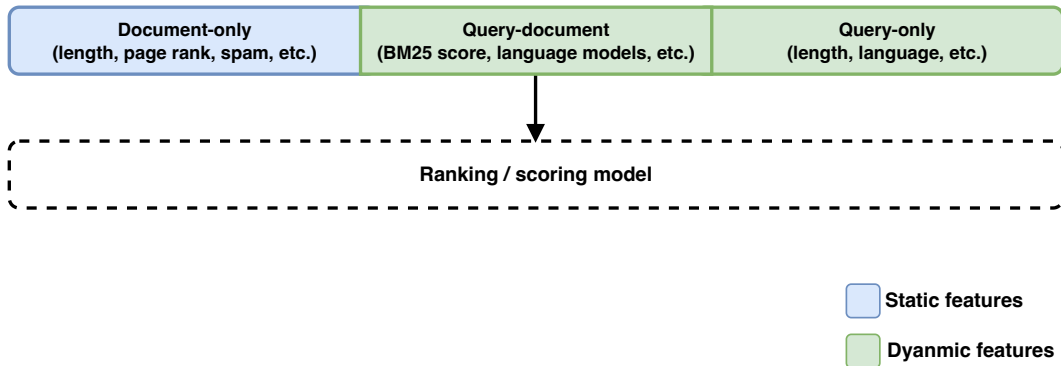 Document-only
(length, page rank, spam, etc.)
Query-document
(BM25 score, language models, etc.)
Query-only
(length, language, etc.)
Ranking / scoring model
Static features
Dyanmic features